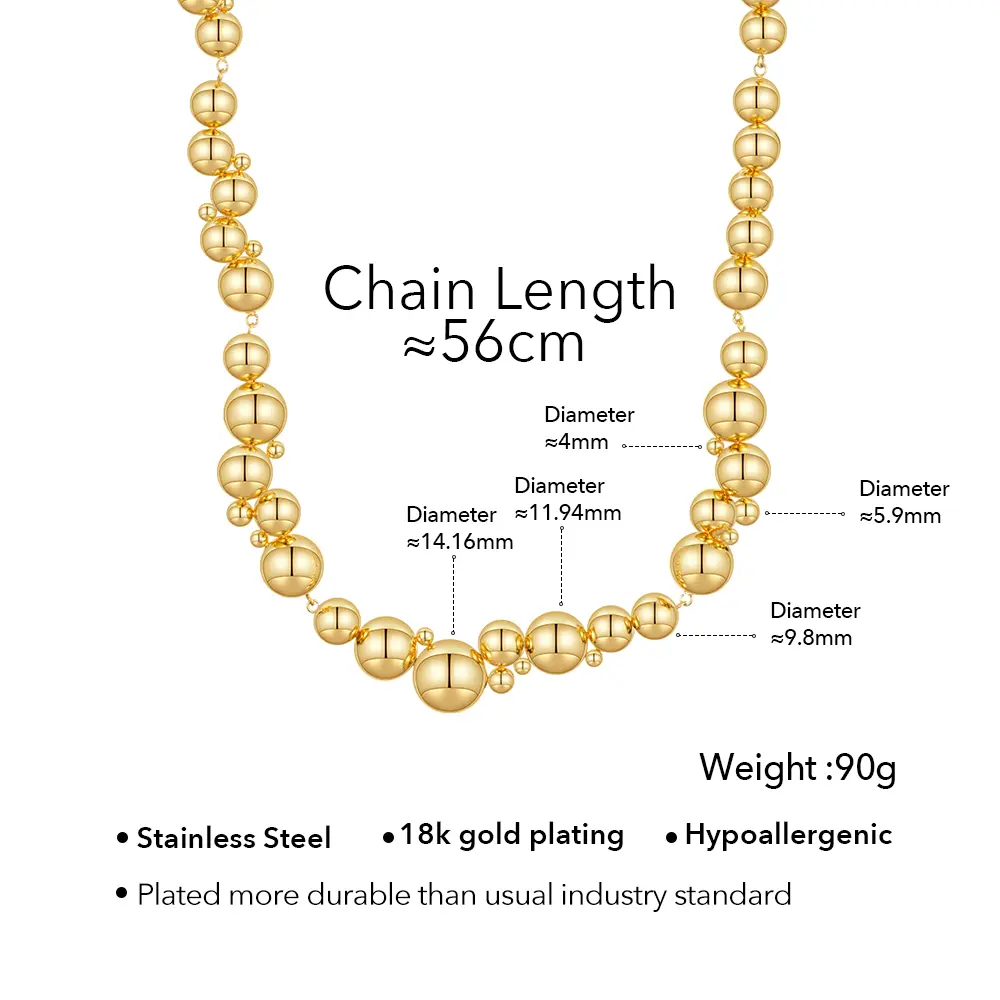 Chain Length
≈56cm
Diameter
≈4mm
Diameter
≈11.94mm
Diameter
≈5.9mm
Diameter
≈14.16mm
Diameter
≈9.8mm
Weight :90g
• Stainless Steel
• 18k gold plating
• Hypoallergenic
• Plated more durable than usual industry standard